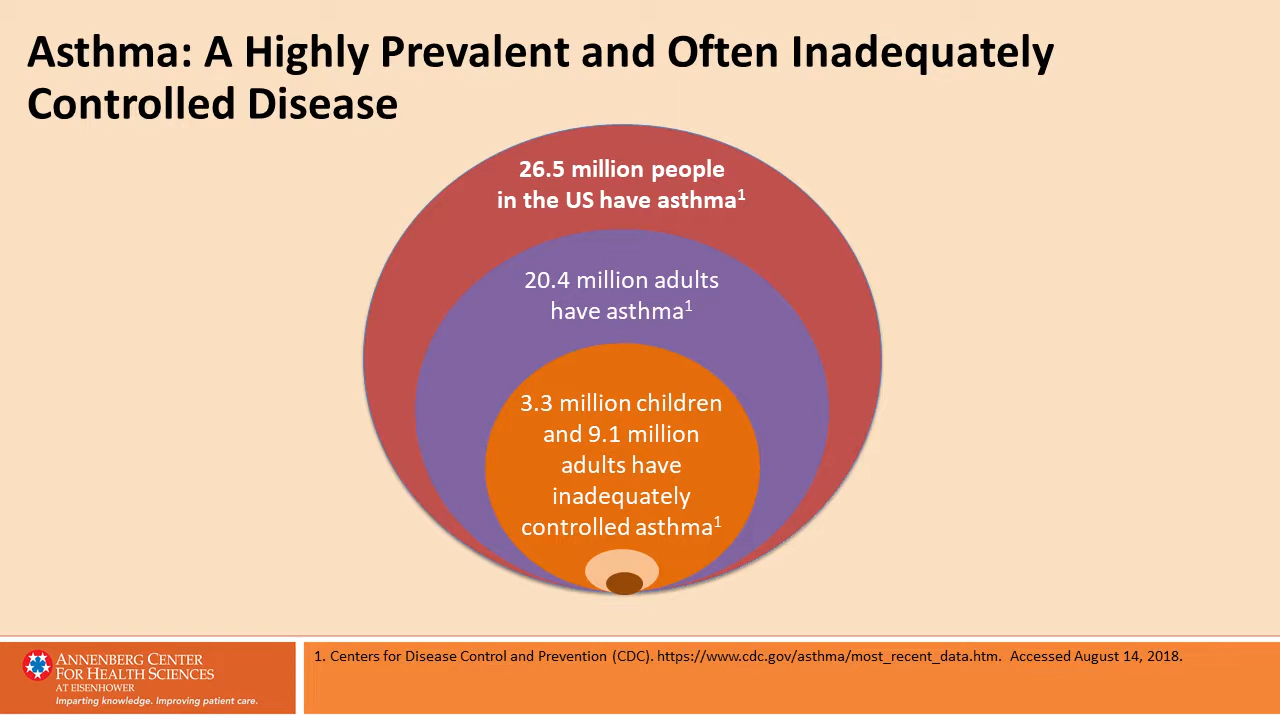 Asthma: A Highly Prevalent and Often Inadequately
Controlled Disease
26.5 million people
in the US have asthma1
20.4 million adults
have asthma1
3.3 million children
and 9.1 million
adults have
inadequately
controlled asthma1
ANNENBERG CENTER
FOR HEALTH SCIENCES
AT EISENHOWER
Imparting knowledge. Improving patient care.
1. Centers for Disease Control and Prevention (CDC). https://www.cdc.gov/asthma/most_recent_data.htm. Accessed August 14, 2018.